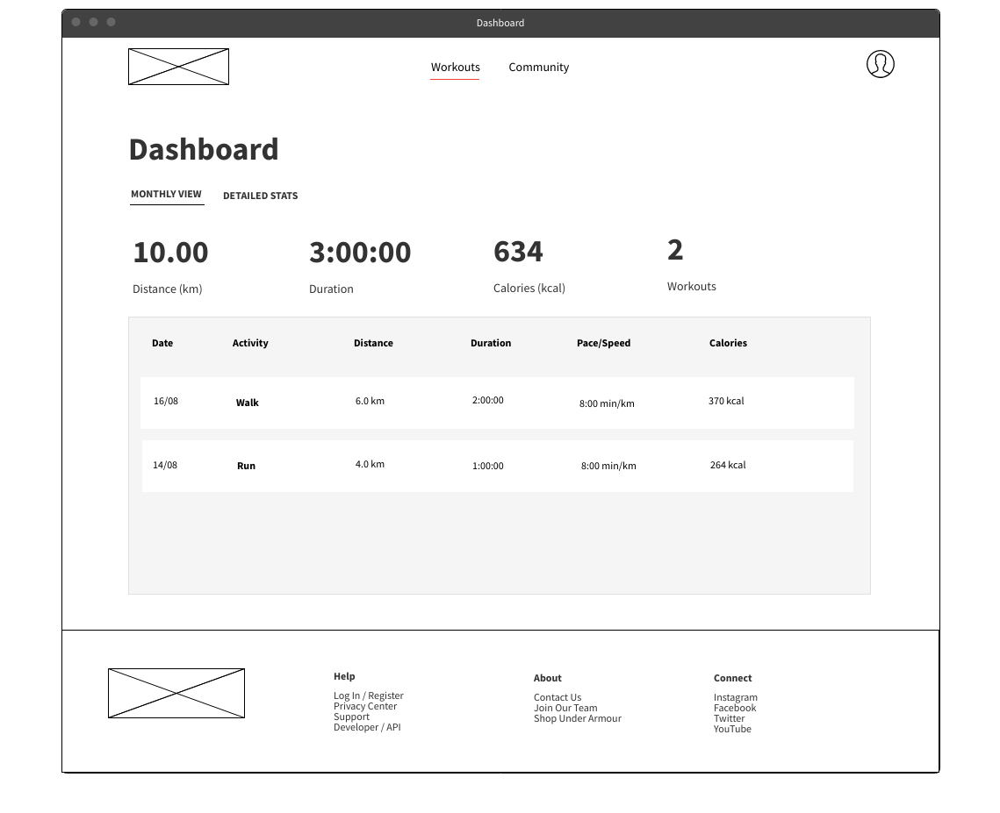 Dashboard
Workouts Community
Dashboard
MONTHLY VIEW DETAILED STATS
10.00 3:00:00 634 2
Distance (km) Duration Calories (kcal) Workouts
Date Activity Distance Duration Pace/Speed Calories
16/08 Walk 6.0 km 2:00:00 8:00 min/km 370 kcal
14/08 Run 4.0 km 1:00:00 8:00 min/km 264 kcal
Help
Log In / Register
Privacy Center
Support
Developer / API
About
Contact Us
Join Our Team
Shop Under Armour
Connect
Instagram
Facebook
Twitter
YouTube